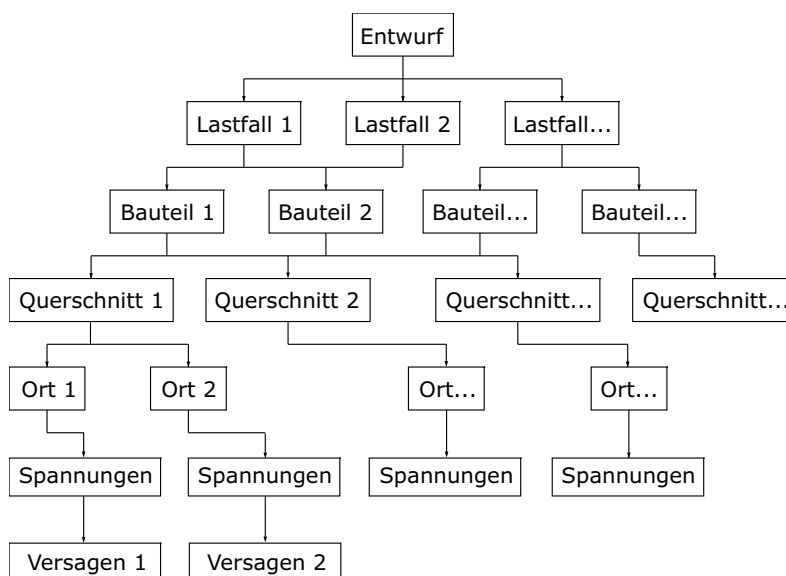 Entwurf
Lastfall 1 Lastfall 2 Lastfall...
Bauteil 1 Bauteil 2 Bauteil... Bauteil...
Querschnitt 1 Querschnitt 2 Querschnitt... Querschnitt...
Ort 1 Ort 2 Ort... Ort...
Spannungen Spannungen Spannungen Spannungen
Versagen 1 Versagen 2